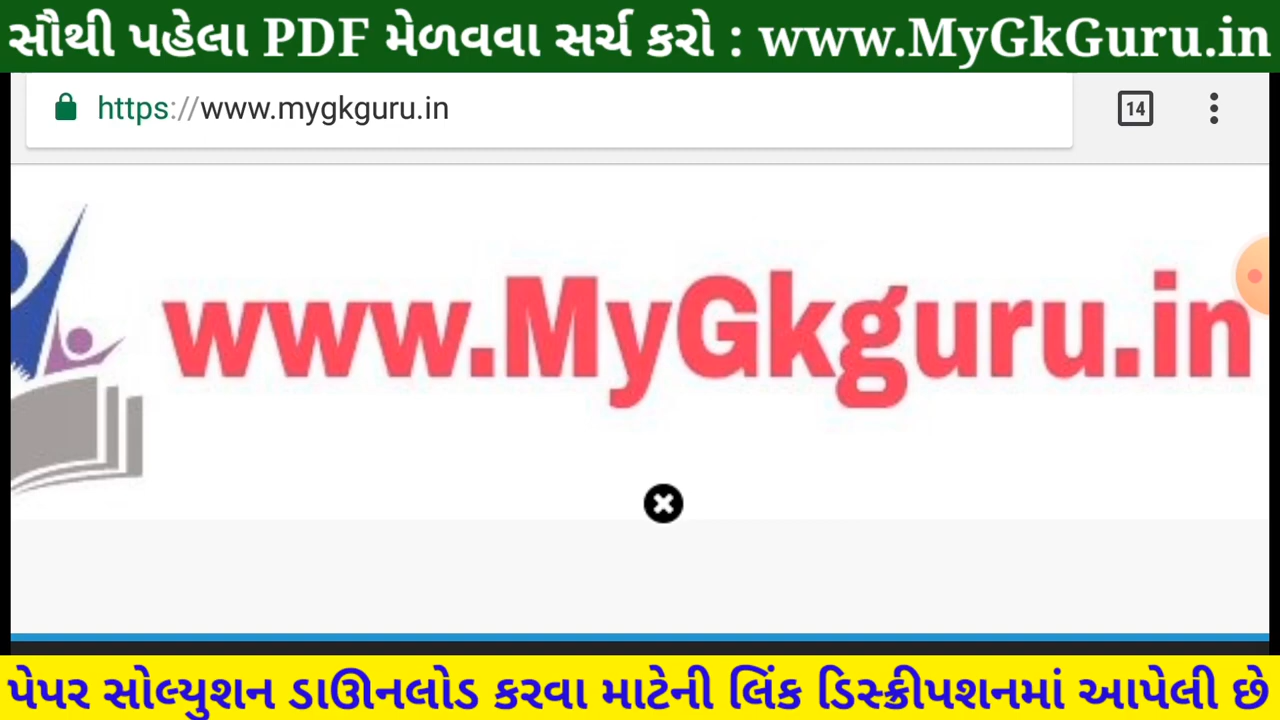 સૌથી પહેલા PDF મેળવવા સર્ચ કરો : www.MyGkGuru.in
https://www.mygkguru.in
14
www.MyGkguru.in
પેપર સોલ્યુશન ડાઊનલોડ કરવા માટેની લિંક ડિસ્ક્રીપશનમાં આપેલી છે